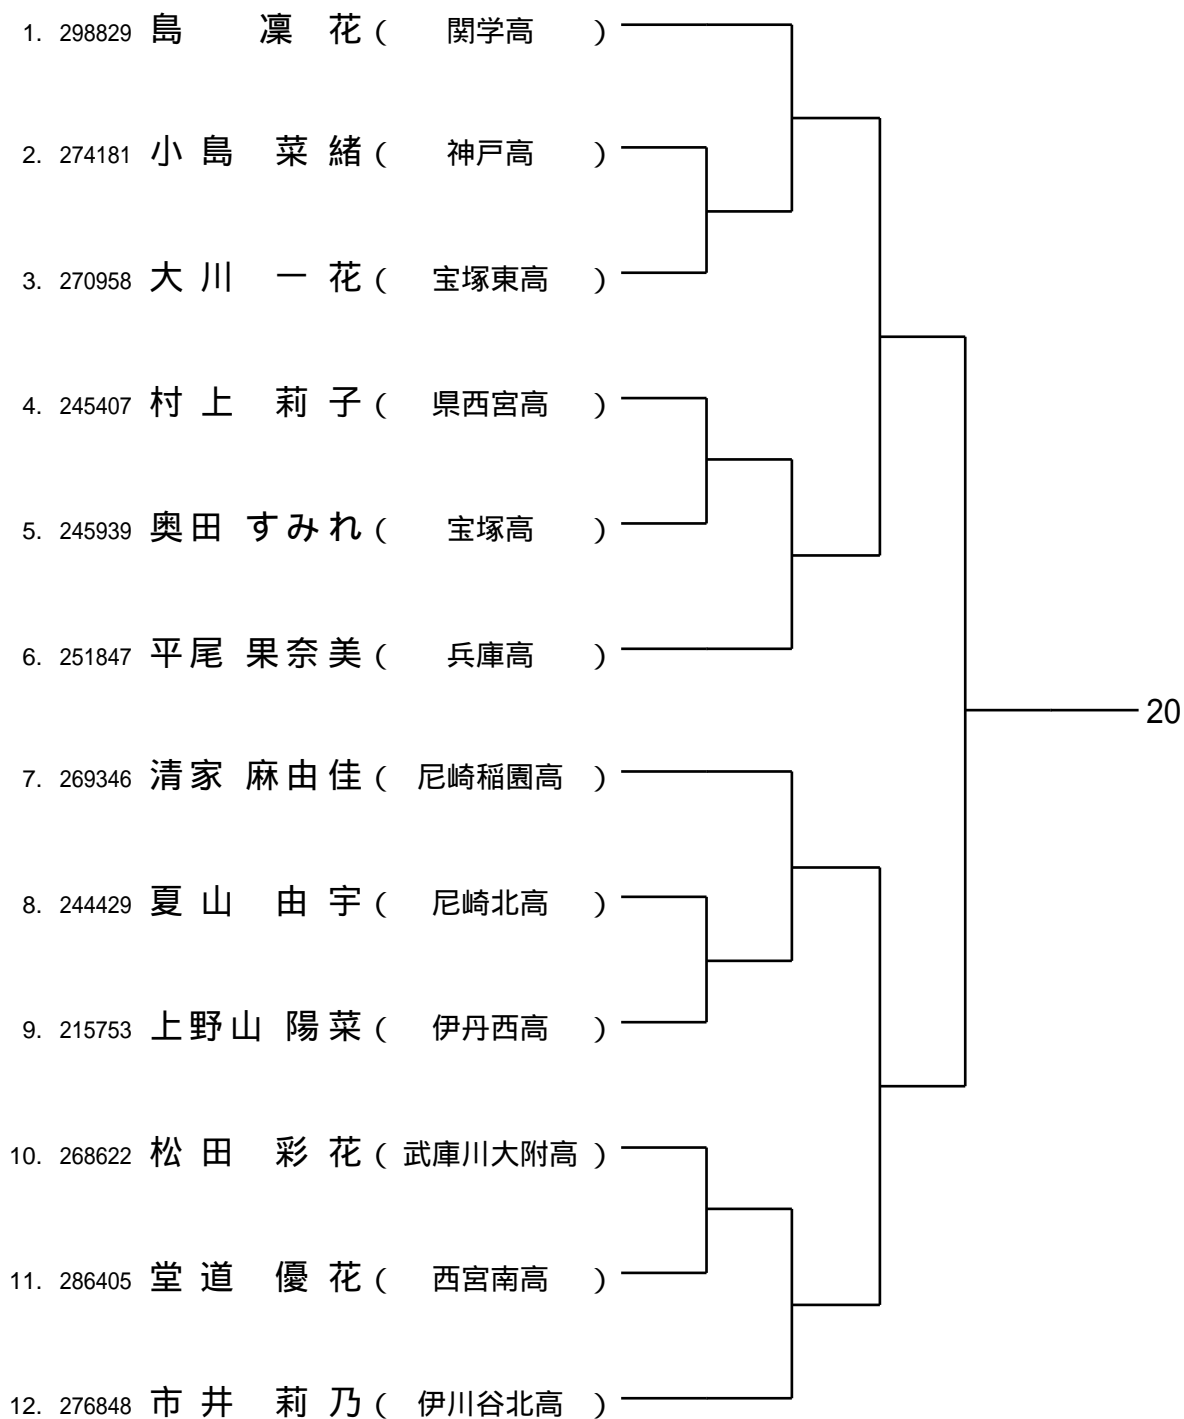 1. 298829 島 凜 花 ( 関学高 )
2. 274181 小 島 菜 緒 ( 神戸高 )
3. 270958 大 川 一 花 ( 宝塚東高 )
4. 245407 村 上 莉 子 ( 県西宮高 )
5. 245939 奥田 すみれ ( 宝塚高 )
6. 251847 平尾 果奈美 ( 兵庫高 )
20
7. 269346 清家 麻由佳 ( 尼崎稲園高 )
8. 244429 夏 山 由 宇 ( 尼崎北高 )
9. 215753 上野山 陽菜 ( 伊丹西高 )
10. 268622 松 田 彩 花 ( 武庫川大附高 )
11. 286405 堂 道 優 花 ( 西宮南高 )
12. 276848 市 井 莉 乃 ( 伊川谷北高 )